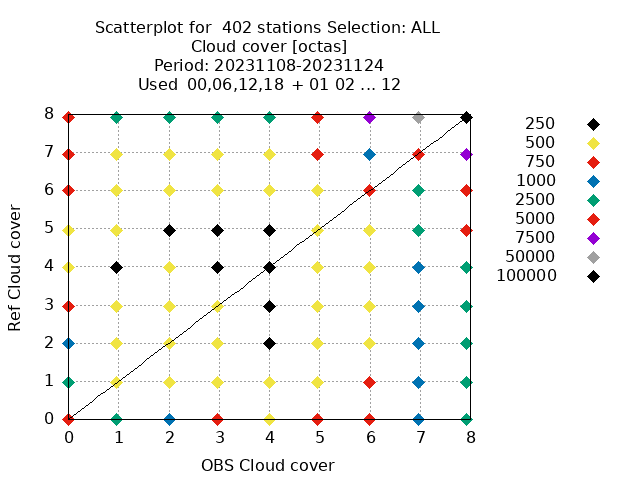 Scatterplot for  402 stations Selection: ALL
Cloud cover [octas]
Period: 20231108-20231124
Used  00,06,12,18  + 01 02 ... 12
8
7
6
5
4
3
2
1
0
Ref Cloud cover
0 1 2 3 4 5 6 7 8
OBS Cloud cover
250
500
750
1000
2500
5000
7500
50000
100000